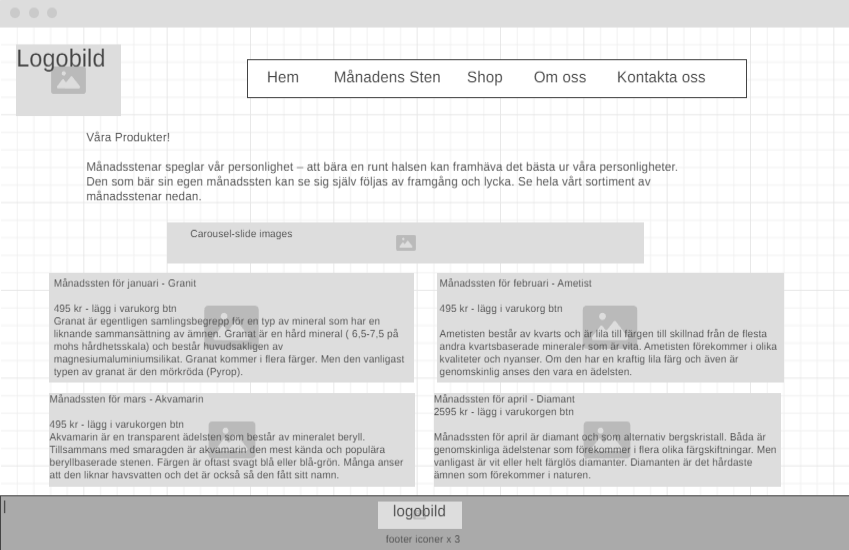 Logobild
Hem Månadens Sten Shop Om oss Kontakta oss
Våra Produkter!
Månadsstenar speglar vår personlighet – att bära en runt halsen kan framhäva det bästa ur våra personligheter.
Den som bär sin egen månadssten kan se sig själv följas av framgång och lycka. Se hela vårt sortiment av
månadsstenar nedan.
Carousel-slide images
Månadssten för januari - Granit
495 kr - lägg i varukorg btn
Granat är egentligen samlingsbegrepp för en typ av mineral som har en
liknande sammansättning av ämnen. Granat är en hård mineral ( 6,5-7,5 på
mohs hårdhetsskala) och består huvudsakligen av
magnesiumaluminiumsilikat. Granat kommer i flera färger. Men den vanligast
typen av granat är den mörkröda (Pyrop).
Månadssten för februari - Ametist
495 kr - lägg i varukorg btn
Ametisten består av kvarts och är lila till färgen till skillnad från de flesta
andra kvartsbaserade mineraler som är vita. Ametisten förekommer i olika
kvaliteter och nyanser. Om den har en kraftig lila färg och även är
genomskinlig anses den vara en ädelsten.
Månadssten för mars - Akvamarin
495 kr - lägg i varukorgen btn
Akvamarin är en transparent ädelsten som består av mineralet beryll.
Tillsammans med smaragden är akvamarin den mest kända och populära
beryllbaserade stenen. Färgen är oftast svagt blå eller blå-grön. Många anser
att den liknar havsvatten och det är också så den fått sitt namn.
Månadssten för april - Diamant
2595 kr - lägg i varukorgen btn
Månadssten för april är diamant och som alternativ bergskristall. Båda är
genomskinliga ädelstenar som förekommer i flera olika färgskiftningar. Men
vanligast är vit eller helt färglös diamanter. Diamanten är det hårdaste
ämnen som förekommer i naturen.
logobild
footer iconer x 3